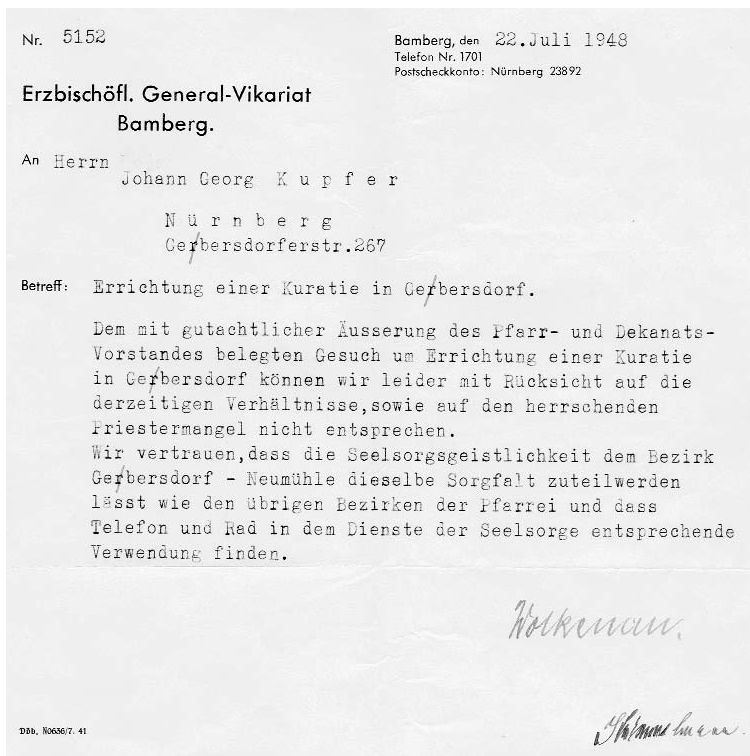 Nr. 5152
Bamberg, den 22.Juli 1948
Telefon Nr. 1701
Postscheckkonto: Nürnberg 23892
Erzbischöfl. General-Vikariat
Bamberg.
An Herrn
Johann Georg K u p f e r
N ü r n b e r g
Gerbersdorferstr.267
Betreff: Errichtung einer Kuratie in Gerbersdorf.
Dem mit gutachtlicher Äusserung des Pfarr- und Dekanats-
Vorstandes belegten Gesuch um Errichtung einer Kuratie
in Gerbersdorf können wir leider mit Rücksicht auf die
derzeitigen Verhältnisse,sowie auf den herrschenden
Priestermangel nicht entsprechen.
Wir vertrauen,dass die Seelsorgsgeistlichkeit dem Bezirk
Gerbersdorf - Neumühle dieselbe Sorgfalt zuteilwerden
lässt wie den übrigen Bezirken der Pfarrei und dass
Telefon und Rad in dem Dienste der Seelsorge entsprechende
Verwendung finden.
Wolkenau.
Döb. N0636/7. 41